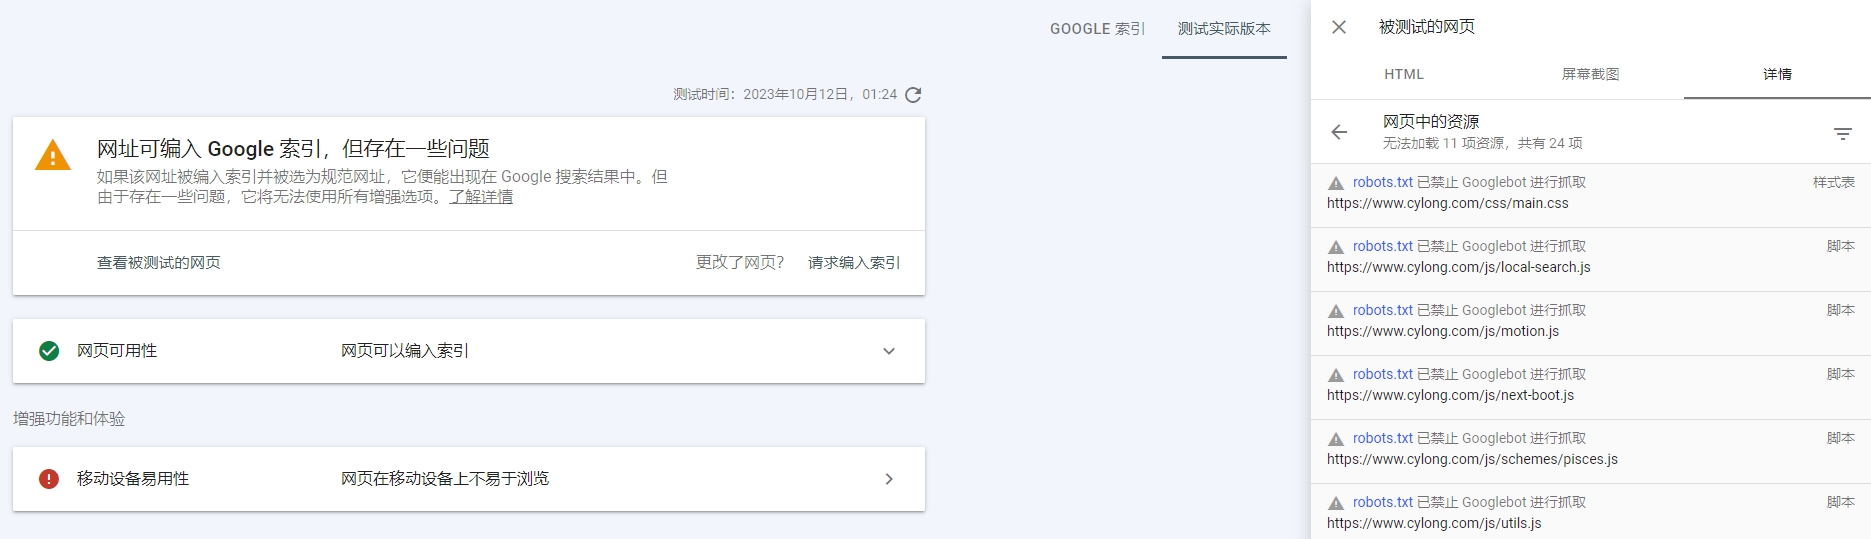 GOOGLE 索引
测试实际版本
测试时间：2023年10月12日，01:24
网址可编入 Google 索引，但存在一些问题
如果该网址被编入索引并被选为规范网址，它便能出现在 Google 搜索结果中。但
由于存在一些问题，它将无法使用所有增强选项。了解详情
查看被测试的网页
更改了网页？
请求编入索引
网页可用性
网页可以编入索引
增强功能和体验
移动设备易用性
网页在移动设备上不易于浏览
被测试的网页
HTML
屏幕截图
详情
网页中的资源
无法加载 11 项资源，共有 24 项
robots.txt 已禁止 Googlebot 进行抓取
样式表
https://www.cylong.com/css/main.css
robots.txt 已禁止 Googlebot 进行抓取
脚本
https://www.cylong.com/js/local-search.js
robots.txt 已禁止 Googlebot 进行抓取
脚本
https://www.cylong.com/js/motion.js
robots.txt 已禁止 Googlebot 进行抓取
脚本
https://www.cylong.com/js/next-boot.js
robots.txt 已禁止 Googlebot 进行抓取
脚本
https://www.cylong.com/js/schemes/pisces.js
robots.txt 已禁止 Googlebot 进行抓取
脚本
https://www.cylong.com/js/utils.js